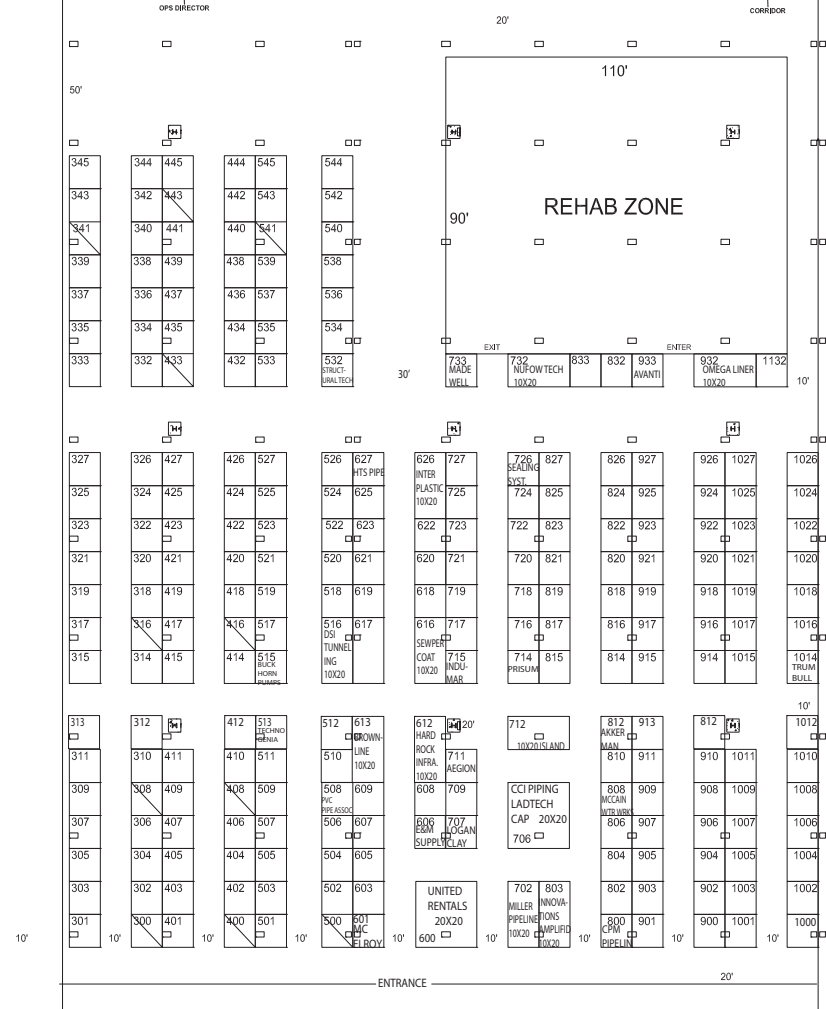 OPS DIRECTOR
CORRIDOR
20'
110'
50'
REHAB ZONE
90'
345 344 445 444 545 544
343 342 443 442 543 542
341 340 441 440 541 540
339 338 439 438 539 538
337 336 437 436 537 536
335 334 435 434 535 534
EXIT
ENTER
333 332 433 432 533 532 733 732 833 832 933 932 1132
STRUCT-
URAL TECH
MADE
WELL
NUFOW TECH
10X20
AVANTI
OMEGA LINER
10X20
30'
10'
327 326 427 426 527 526 627 626 727 726 827 826 927 926 1027 1026
HTS PIPE
INTER
PLASTIC
10X20
SEALING
SYST.
325 324 425 424 525 524 625 725 724 825 824 925 924 1025 1024
323 322 423 422 523 522 623 622 723 722 823 822 923 922 1023 1022
321 320 421 420 521 520 621 620 721 720 821 820 921 920 1021 1020
319 318 419 418 519 518 619 618 719 718 819 818 919 918 1019 1018
317 316 417 416 517 516 617 616 717 716 817 816 917 916 1017 1016
DSI
TUNNEL
ING
10X20
SEWPER
COAT
10X20
315 314 415 414 515 715 714 815 814 915 914 1015 1014
BUCK
HORN
PUMPS
INDU-
MAR
PRISUM
TRUM
BULL
10'
313 312 412 513 512 613 612 20' 712 812 913 812 1012
TECHNO
GENIA
BROWN-
LINE
10X20
HARD
ROCK
INFRA.
10X20
10X20 ISLAND
AKKER
MAN
311 310 411 410 511 510 711 810 911 910 1011 1010
AEGION
309 308 409 408 509 508 609 608 709 808 909 908 1009 1008
PVC
PIPE ASSOC
CCI PIPING
LADTECH
CAP 20X20
706
MCCAIN
WTR WRKS
307 306 407 406 507 506 607 606 707 806 907 906 1007 1006
E&M
SUPPLY
LOGAN
CLAY
305 304 405 404 505 504 605 804 905 904 1005 1004
303 302 403 402 503 502 603 702 803 802 903 902 1003 1002
UNITED
RENTALS
20X20
600
MILLER
PIPELINE
10X20
INNOVA-
TIONS
AMPLIFID
10X20
301 300 401 400 501 500 601 800 901 900 1001 1000
MC
ELROY
CPM
PIPELIN
10' 10' 10' 10' 10' 10' 10' 10' 10'
20'
ENTRANCE